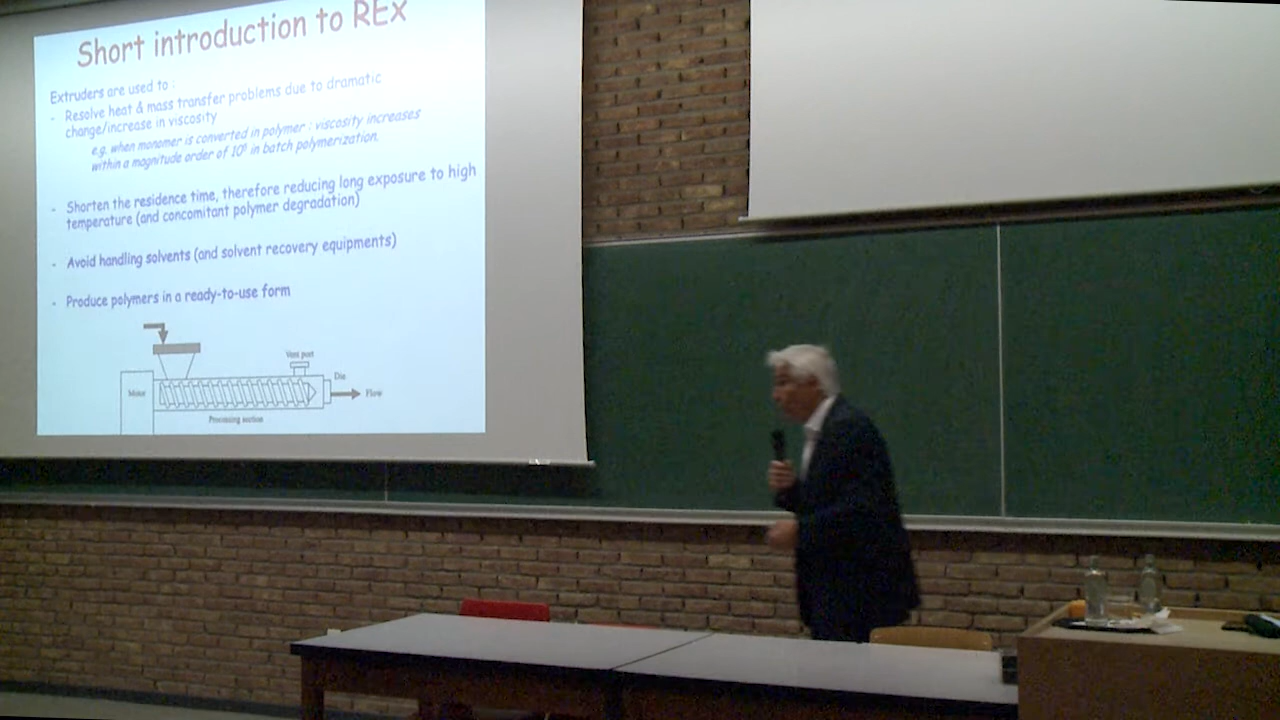 Short introduction to REx
Extruders are used to :
- Resolve heat & mass transfer problems due to dramatic
change/increase in viscosity
e.g. when monomer is converted in polymer : viscosity increases
within a magnitude order of 10⁶ in batch polymerization.
- Shorten the residence time, therefore reducing long exposure to high
temperature (and concomitant polymer degradation)
- Avoid handling solvents (and solvent recovery equipments)
- Produce polymers in a ready-to-use form
Vent port
Die
Motor
Flow
Processing section